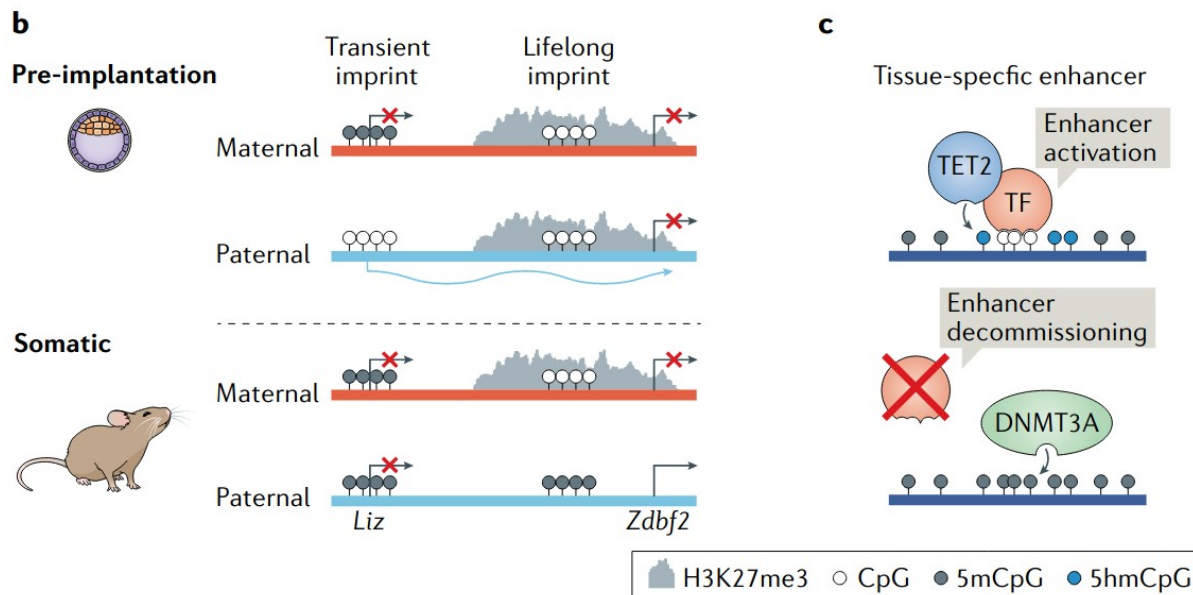 b
Pre-implantation
Transient
imprint
Lifelong
imprint
Maternal
Paternal
Somatic
Maternal
Paternal
Liz
Zdbf2
c
Tissue-specfic enhancer
Enhancer
activation
TET2
TF
Enhancer
decommissioning
DNMT3A
H3K27me3 CpG 5mCpG 5hmCpG